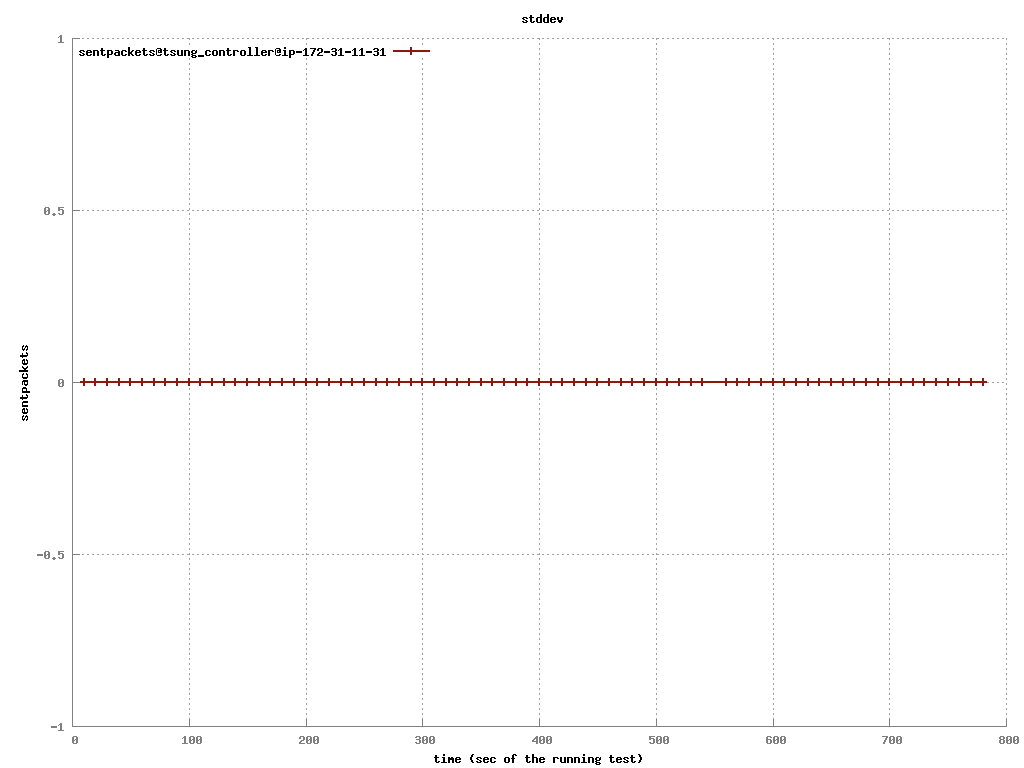 stddev
sentpackets@tsung_controller@ip-172-31-11-31
1
0.5
0
-0.5
-1
sentpackets
0 100 200 300 400 500 600 700 800
time (sec of the running test)